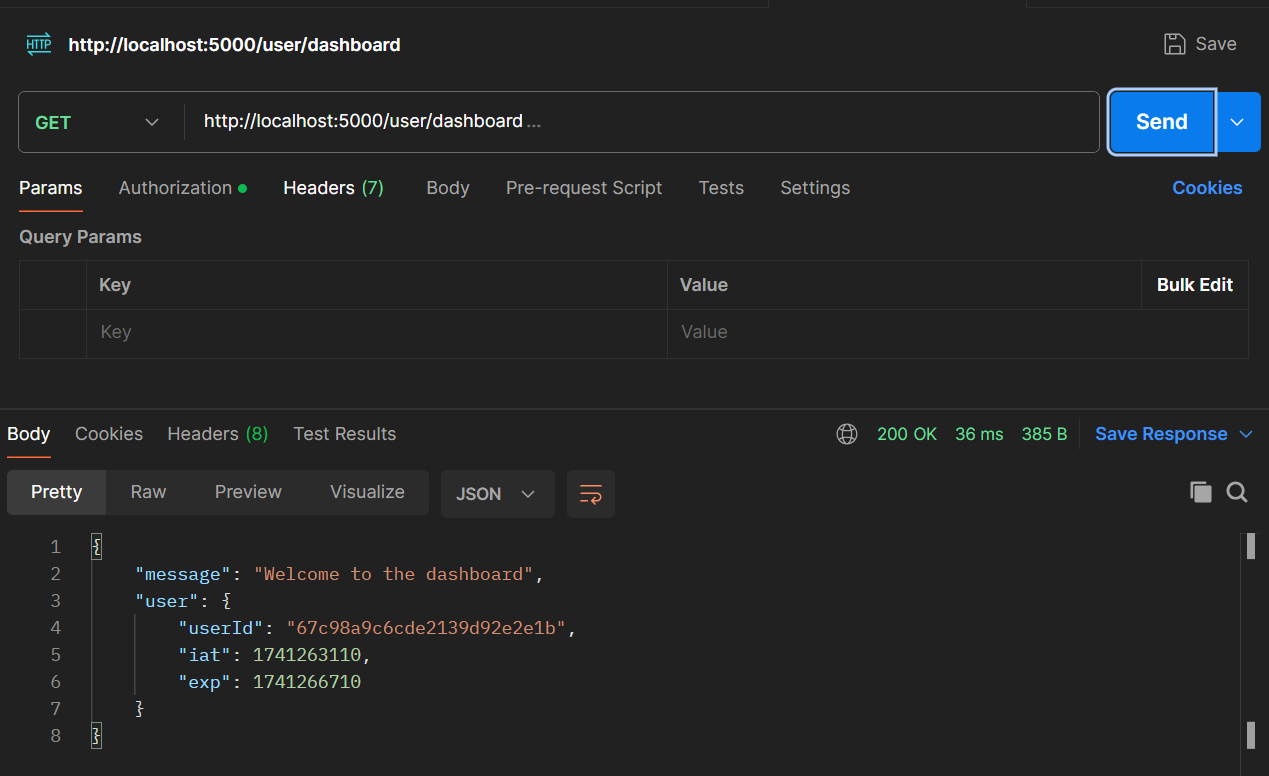 HTTP http://localhost:5000/user/dashboard Save
GET http://localhost:5000/user/dashboard ... Send
Params Authorization Headers (7) Body Pre-request Script Tests Settings Cookies
Query Params
Key Value Bulk Edit
Key Value
Body Cookies Headers (8) Test Results 200 OK 36 ms 385 B Save Response
Pretty Raw Preview Visualize JSON
1 {
2 "message": "Welcome to the dashboard",
3 "user": {
4 "userId": "67c98a9c6cde2139d92e2e1b",
5 "iat": 1741263110,
6 "exp": 1741266710
7 }
8 }